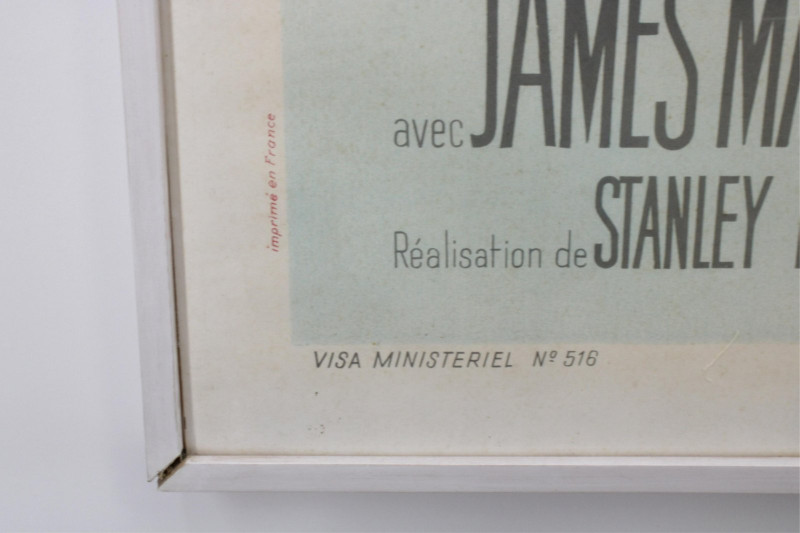 avec JAMES MA
Réalisation de STANLEY
imprimé en France
VISA MINISTERIEL Nº 516